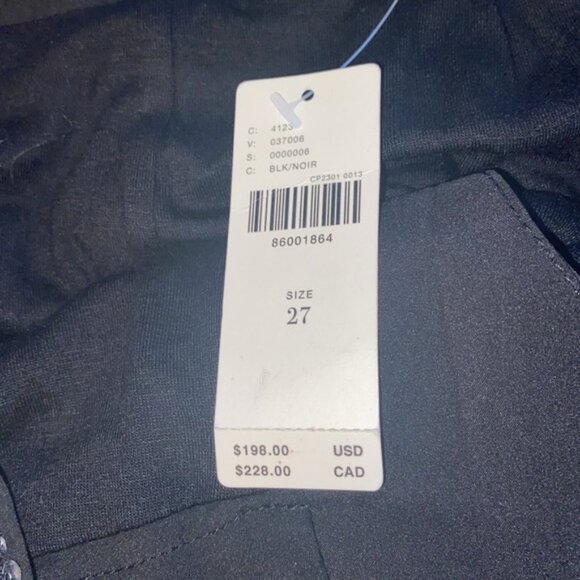 C: 4123
V: 037006
S: 0000006
C: BLK/NOIR
CP2301 0013
86001864
SIZE
27
$198.00 USD
$228.00 CAD